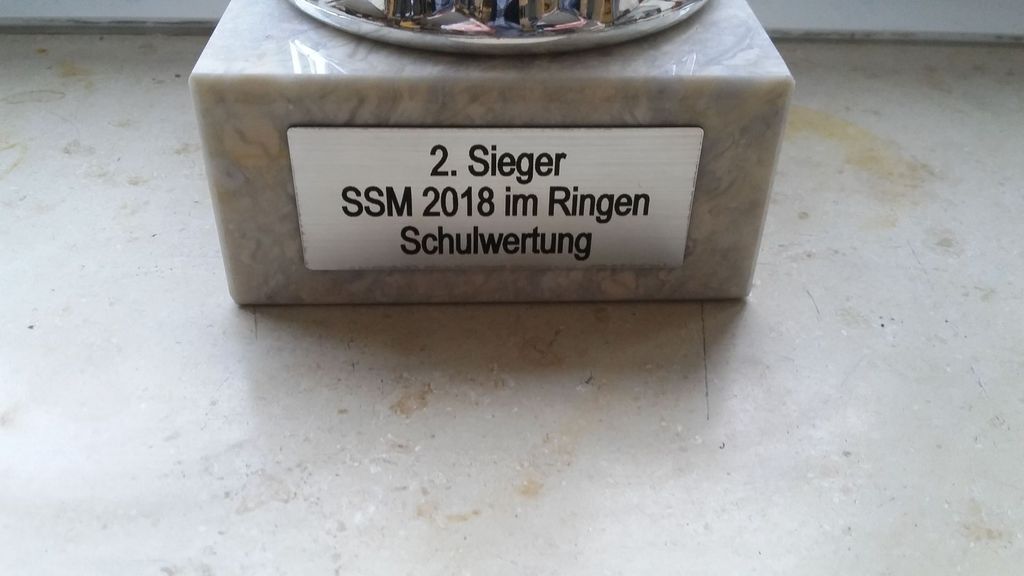 2. Sieger
SSM 2018 im Ringen
Schulwertung